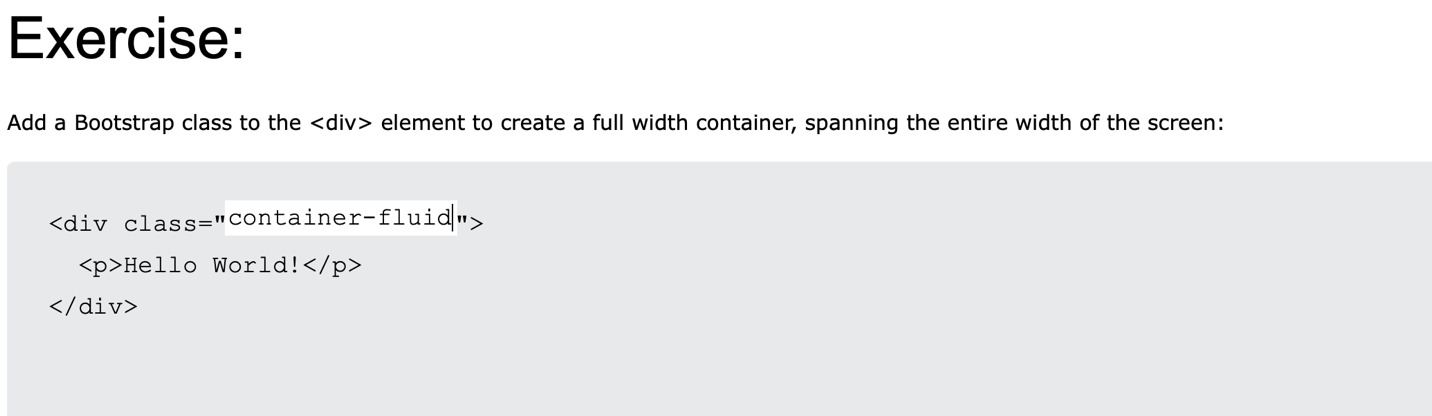 Exercise:
Add a Bootstrap class to the <div> element to create a full width container, spanning the entire width of the screen:
<div class="container-fluid">
<p>Hello World!</p>
</div>